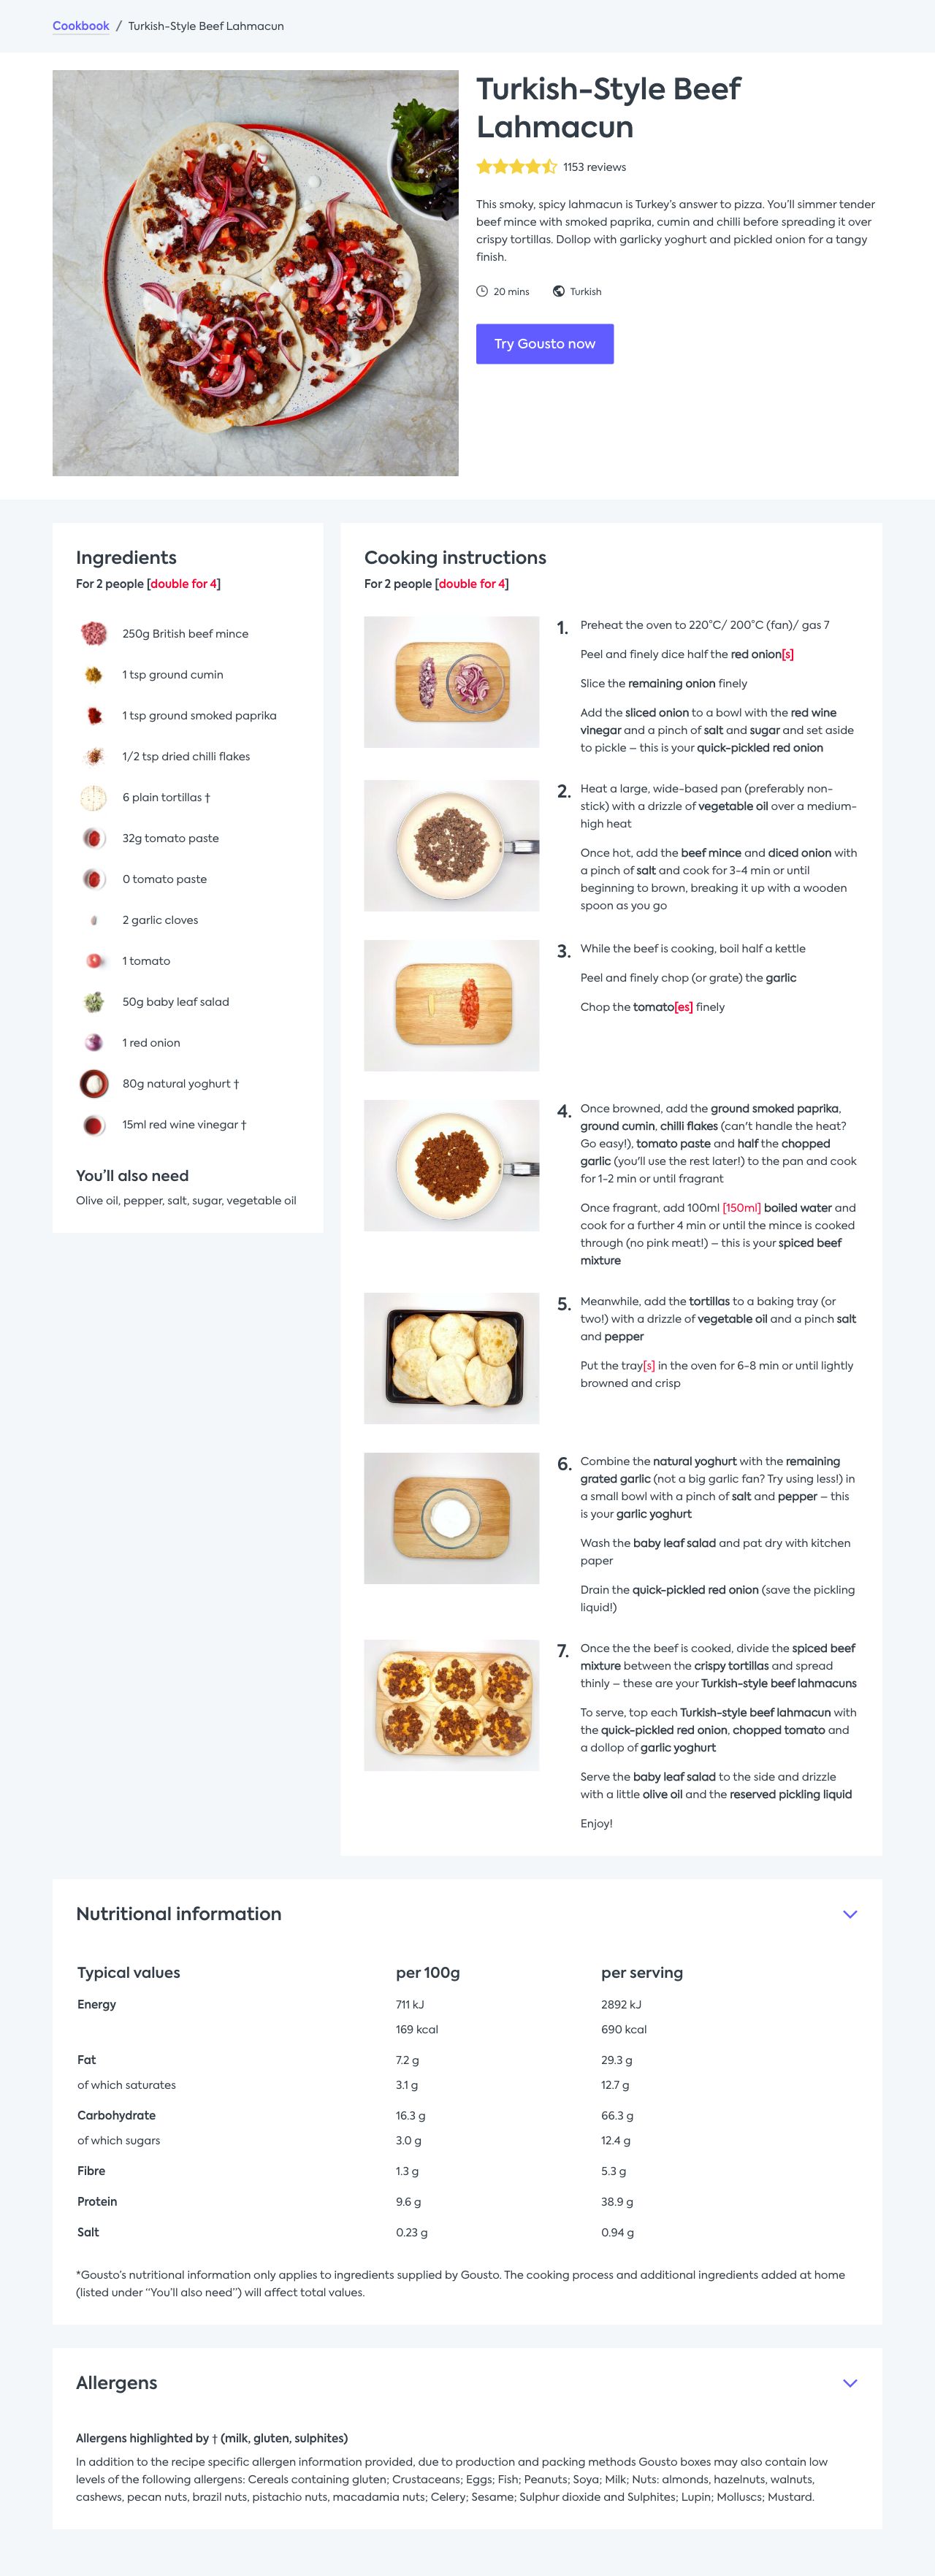 Cookbook / Turkish-Style Beef Lahmacun
Turkish-Style Beef
Lahmacun
1153 reviews
This smoky, spicy lahmacun is Turkey's answer to pizza. You'll simmer tender
beef mince with smoked paprika, cumin and chilli before spreading it over
crispy tortillas. Dollop with garlicky yoghurt and pickled onion for a tangy
finish.
20 mins Turkish
Try Gousto now
Ingredients
For 2 people [double for 4]
250g British beef mince
1 tsp ground cumin
1 tsp ground smoked paprika
1/2 tsp dried chilli flakes
6 plain tortillas †
32g tomato paste
0 tomato paste
2 garlic cloves
1 tomato
50g baby leaf salad
1 red onion
80g natural yoghurt †
15ml red wine vinegar †
You'll also need
Olive oil, pepper, salt, sugar, vegetable oil
Cooking instructions
For 2 people [double for 4]
1. Preheat the oven to 220°C/ 200°C (fan)/ gas 7
Peel and finely dice half the red onion[s]
Slice the remaining onion finely
Add the sliced onion to a bowl with the red wine
vinegar and a pinch of salt and sugar and set aside
to pickle – this is your quick-pickled red onion
2. Heat a large, wide-based pan (preferably non-
stick) with a drizzle of vegetable oil over a medium-
high heat
Once hot, add the beef mince and diced onion with
a pinch of salt and cook for 3-4 min or until
beginning to brown, breaking it up with a wooden
spoon as you go
3. While the beef is cooking, boil half a kettle
Peel and finely chop (or grate) the garlic
Chop the tomato[es] finely
4. Once browned, add the ground smoked paprika,
ground cumin, chilli flakes (can't handle the heat?
Go easy!), tomato paste and half the chopped
garlic (you'll use the rest later!) to the pan and cook
for 1-2 min or until fragrant
Once fragrant, add 100ml [150ml] boiled water and
cook for a further 4 min or until the mince is cooked
through (no pink meat!) – this is your spiced beef
mixture
5. Meanwhile, add the tortillas to a baking tray (or
two!) with a drizzle of vegetable oil and a pinch salt
and pepper
Put the tray[s] in the oven for 6-8 min or until lightly
browned and crisp
6. Combine the natural yoghurt with the remaining
grated garlic (not a big garlic fan? Try using less!) in
a small bowl with a pinch of salt and pepper – this
is your garlic yoghurt
Wash the baby leaf salad and pat dry with kitchen
paper
Drain the quick-pickled red onion (save the pickling
liquid!)
7. Once the the beef is cooked, divide the spiced beef
mixture between the crispy tortillas and spread
thinly – these are your Turkish-style beef lahmacuns
To serve, top each Turkish-style beef lahmacun with
the quick-pickled red onion, chopped tomato and
a dollop of garlic yoghurt
Serve the baby leaf salad to the side and drizzle
with a little olive oil and the reserved pickling liquid
Enjoy!
Nutritional information
Typical values per 100g per serving
Energy 711 kJ 2892 kJ
169 kcal 690 kcal
Fat 7.2 g 29.3 g
of which saturates 3.1 g 12.7 g
Carbohydrate 16.3 g 66.3 g
of which sugars 3.0 g 12.4 g
Fibre 1.3 g 5.3 g
Protein 9.6 g 38.9 g
Salt 0.23 g 0.94 g
*Gousto's nutritional information only applies to ingredients supplied by Gousto. The cooking process and additional ingredients added at home
(listed under "You'll also need") will affect total values.
Allergens
Allergens highlighted by † (milk, gluten, sulphites)
In addition to the recipe specific allergen information provided, due to production and packing methods Gousto boxes may also contain low
levels of the following allergens: Cereals containing gluten; Crustaceans; Eggs; Fish; Peanuts; Soya; Milk; Nuts: almonds, hazelnuts, walnuts,
cashews, pecan nuts, brazil nuts, pistachio nuts, macadamia nuts; Celery; Sesame; Sulphur dioxide and Sulphites; Lupin; Molluscs; Mustard.